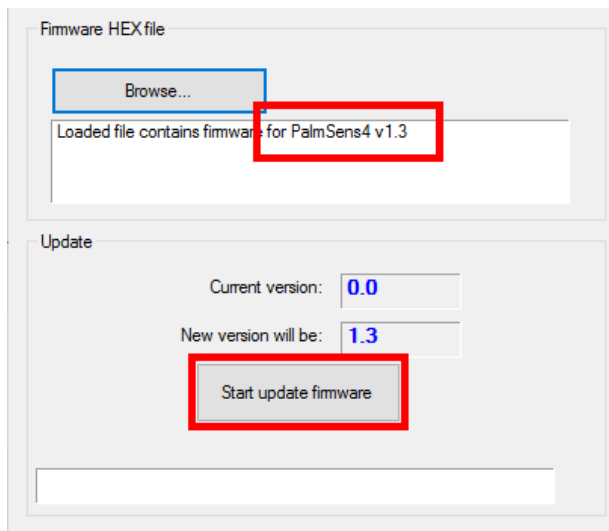 Firmware HEX file
Browse...
Loaded file contains firmware for PalmSens4 v1.3
Update
Current version: 0.0
New version will be: 1.3
Start update firmware